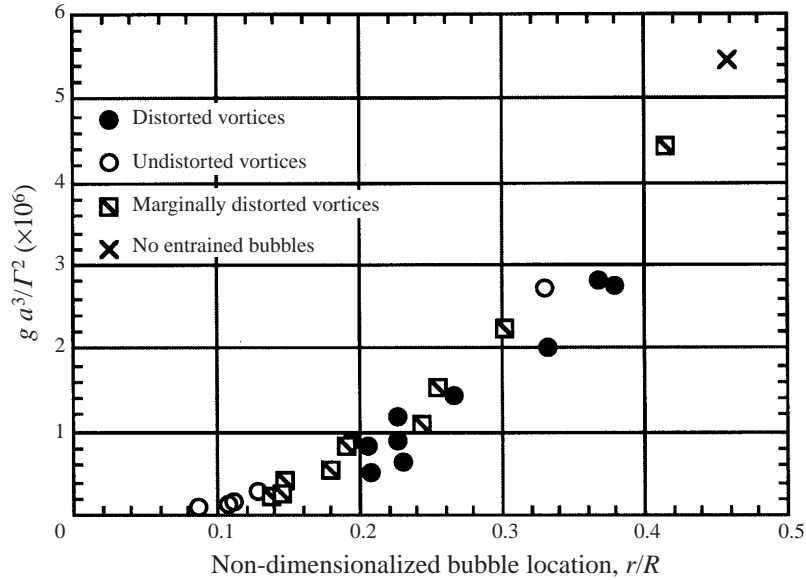 6
5
4
3
2
1
0
0.1
0.2
0.3
0.4
0.5
Distorted vortices
Undistorted vortices
Marginally distorted vortices
No entrained bubbles
g a³/Γ² (×10⁶)
Non-dimensionalized bubble location, r/R